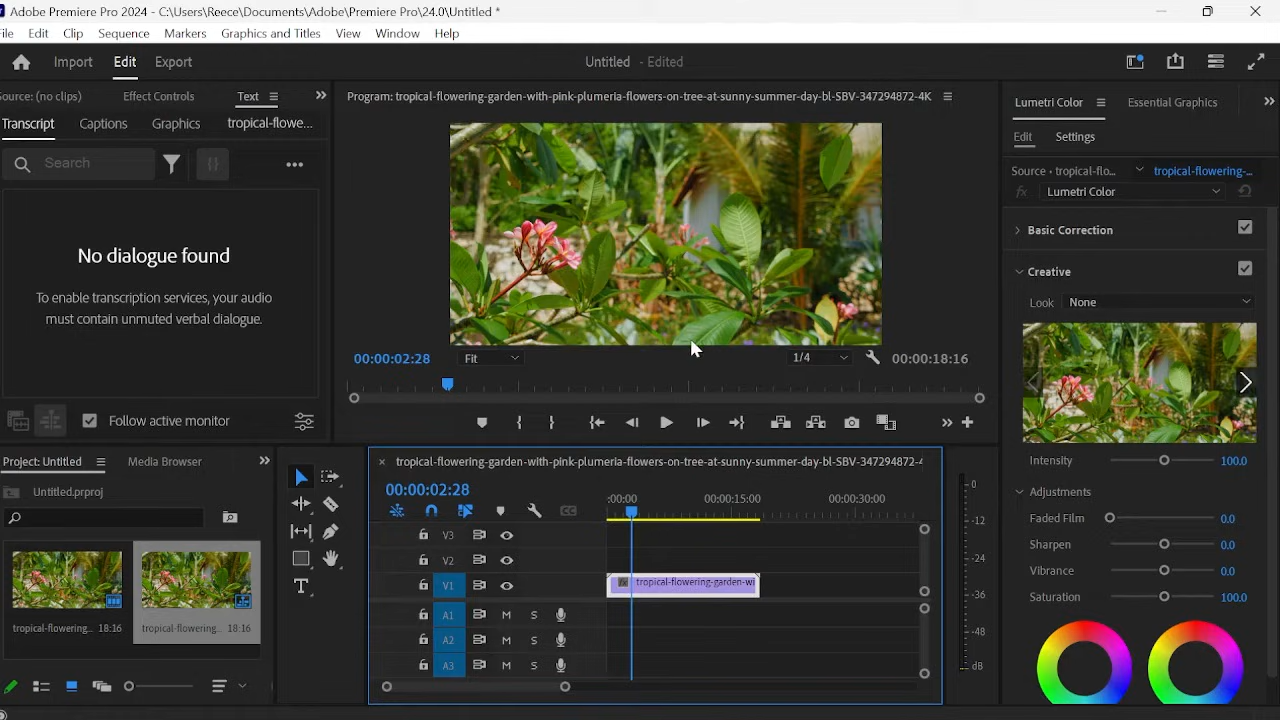 Adobe Premiere Pro 2024 - C:\Users\Reece\Documents\Adobe\Premiere Pro\24.0\Untitled *
File Edit Clip Sequence Markers Graphics and Titles View Window Help
Import Edit Export
Untitled - Edited
Source: (no clips) Effect Controls Text
Transcript Captions Graphics tropical-flowe...
Search
No dialogue found
To enable transcription services, your audio
must contain unmuted verbal dialogue.
Follow active monitor
Program: tropical-flowering-garden-with-pink-plumeria-flowers-on-tree-at-sunny-summer-day-bl-SBV-347294872-4K
00:00:02:28 Fit 1/4 00:00:18:16
Lumetri Color Essential Graphics
Edit Settings
Source • tropical-flo... tropical-flowering-...
fx Lumetri Color
Basic Correction
Creative
Look None
Intensity 100.0
Adjustments
Faded Film 0.0
Sharpen 0.0
Vibrance 0.0
Saturation 100.0
Project: Untitled Media Browser
Untitled.prproj
tropical-flowering... 18:16 tropical-flowering... 18:16
tropical-flowering-garden-with-pink-plumeria-flowers-on-tree-at-sunny-summer-day-bl-SBV-347294872-4
00:00:02:28
:00:00 00:00:15:00 00:00:30:00
V3
V2
V1 fx tropical-flowering-garden-wi
A1 M S
A2 M S
A3 M S
0
-12
-24
-36
-48
dB